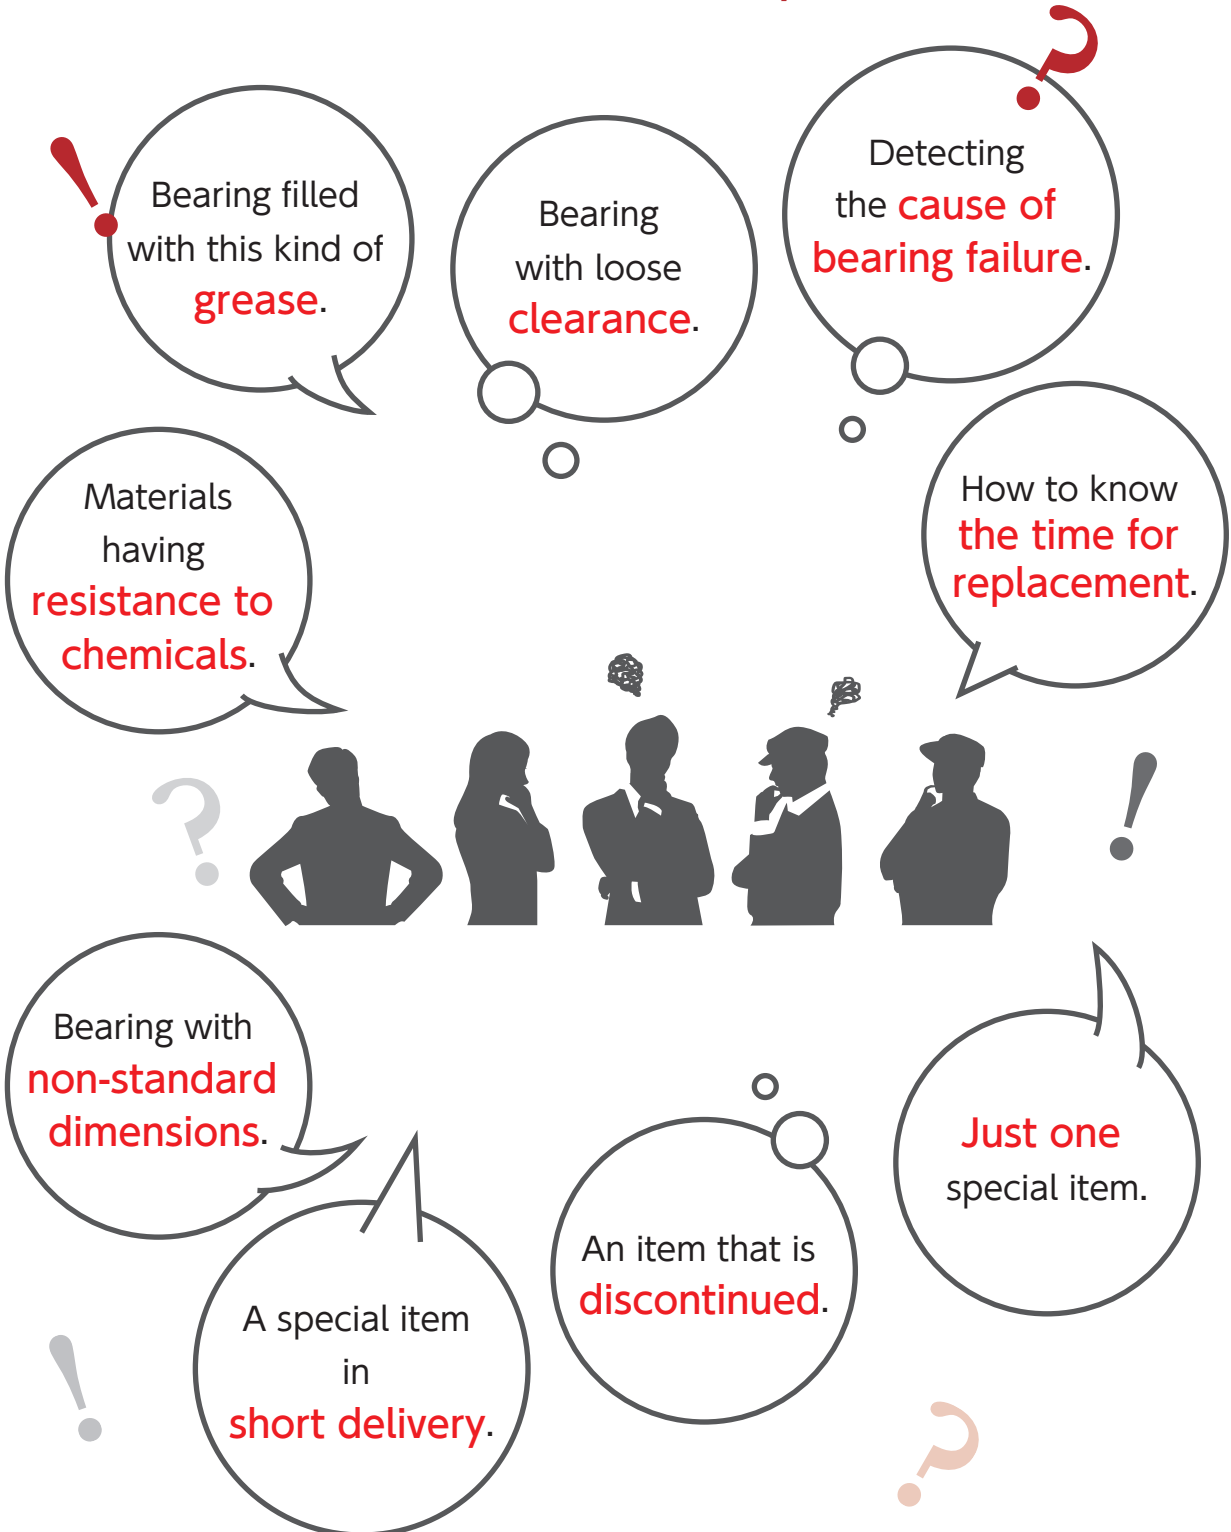 Bearing filled
with this kind of
grease.
Bearing
with loose
clearance.
Detecting
the cause of
bearing failure.
Materials
having
resistance to
chemicals.
How to know
the time for
replacement.
?
!
Bearing with
non-standard
dimensions.
A special item
in
short delivery.
An item that is
discontinued.
Just one
special item.
!
?